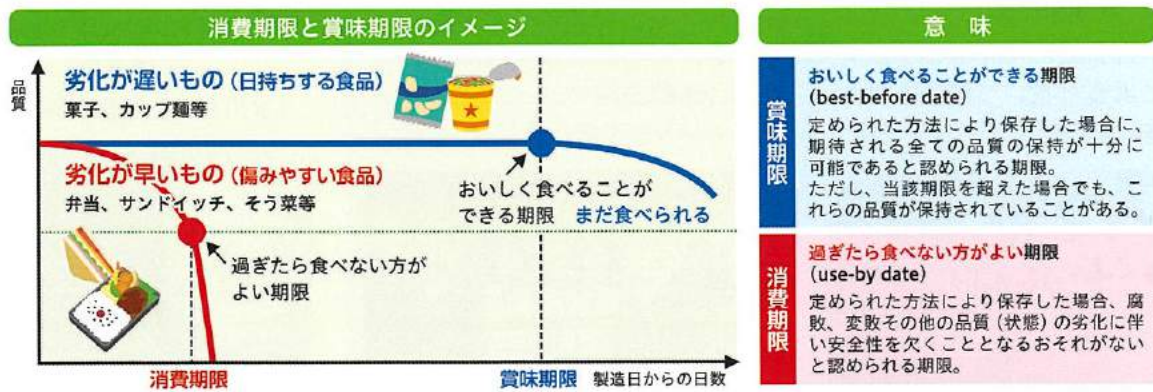 消費期限と賞味期限のイメージ
品質
劣化が遅いもの（日持ちする食品）
菓子、カップ麺等
劣化が早いもの（傷みやすい食品）
弁当、サンドイッチ、そう菜等
おいしく食べることが
できる期限 まだ食べられる
過ぎたら食べない方が
よい期限
消費期限
賞味期限
製造日からの日数
意味
賞味期限
おいしく食べることができる期限
(best-before date)
定められた方法により保存した場合に、
期待される全ての品質の保持が十分に
可能であると認められる期限。
ただし、当該期限を超えた場合でも、こ
れらの品質が保持されていることがある。
消費期限
過ぎたら食べない方がよい期限
(use-by date)
定められた方法により保存した場合、腐
敗、変敗その他の品質（状態）の劣化に伴
い安全性を欠くこととなるおそれがない
と認められる期限。